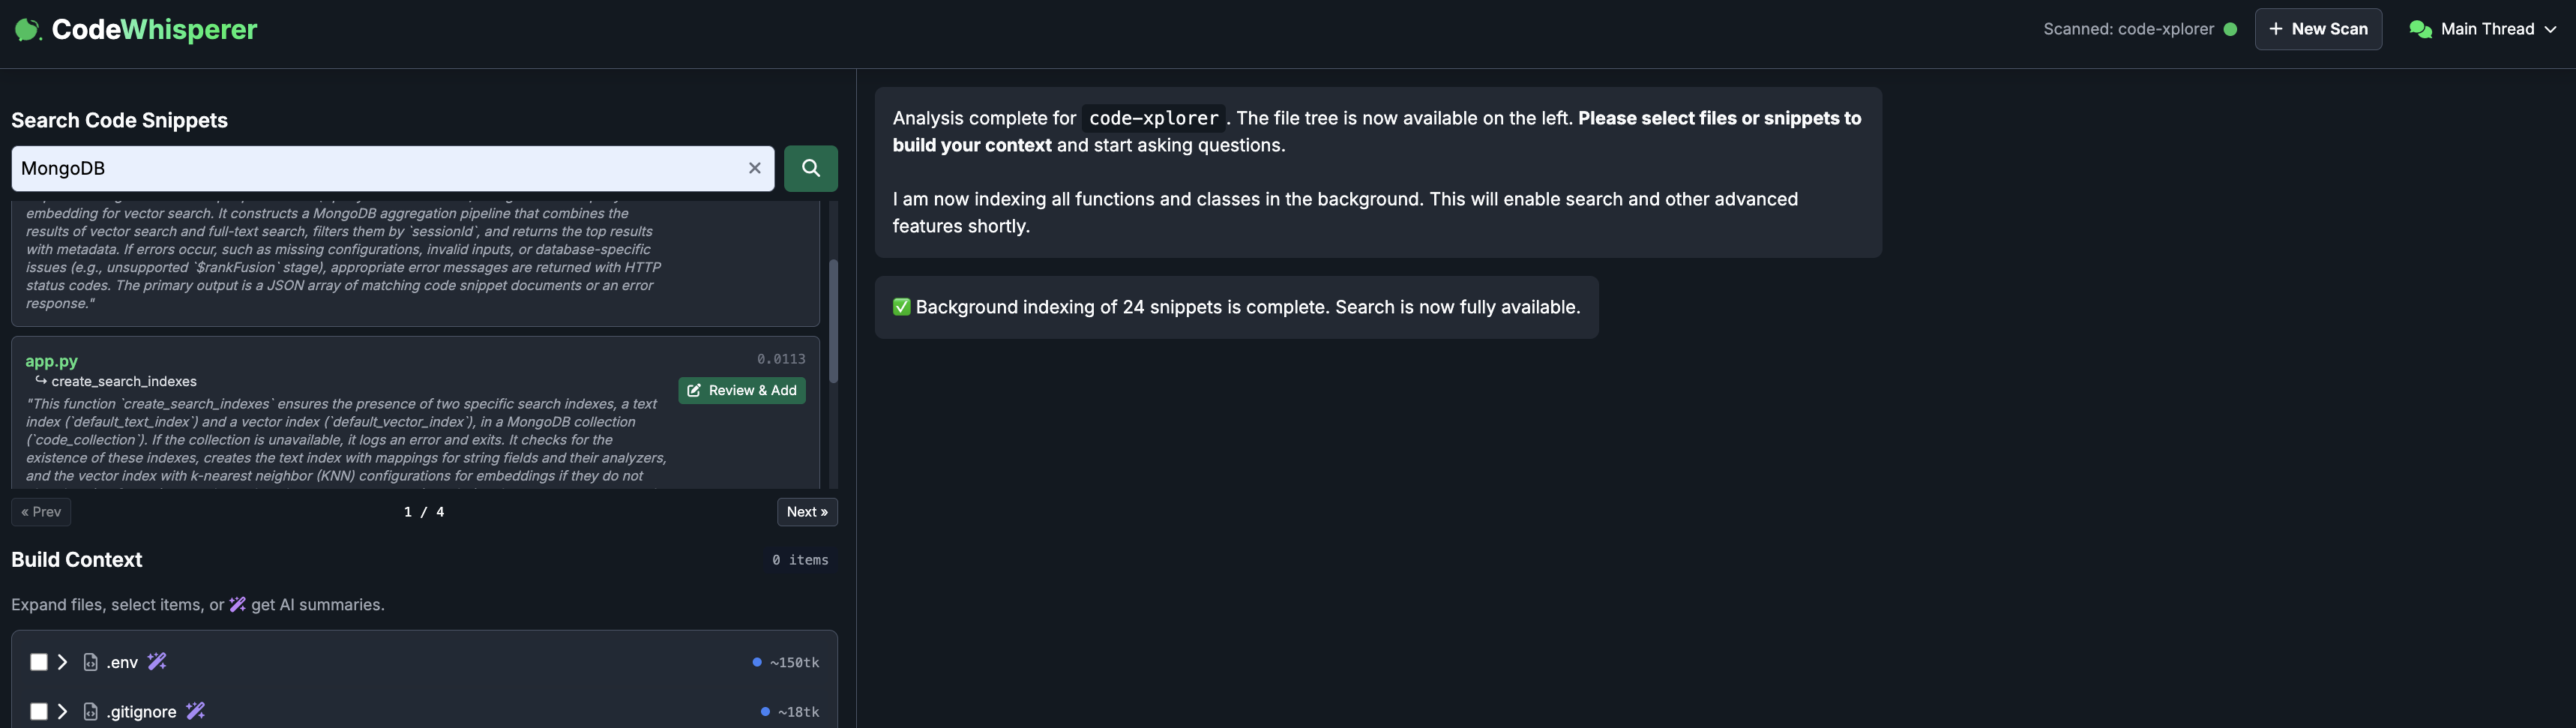 CodeWhisperer
Scanned: code-xplorer
+ New Scan
Main Thread
Search Code Snippets
MongoDB
embedding for vector search. It constructs a MongoDB aggregation pipeline that combines the
results of vector search and full-text search, filters them by `sessionId`, and returns the top results
with metadata. If errors occur, such as missing configurations, invalid inputs, or database-specific
issues (e.g., unsupported `$rankFusion` stage), appropriate error messages are returned with HTTP
status codes. The primary output is a JSON array of matching code snippet documents or an error
response."
app.py
0.0113
↪ create_search_indexes
Review & Add
"This function `create_search_indexes` ensures the presence of two specific search indexes, a text
index (`default_text_index`) and a vector index (`default_vector_index`), in a MongoDB collection
(`code_collection`). If the collection is unavailable, it logs an error and exits. It checks for the
existence of these indexes, creates the text index with mappings for string fields and their analyzers,
and the vector index with k-nearest neighbor (KNN) configurations for embeddings if they do not
« Prev
1 / 4
Next »
Build Context
0 items
Expand files, select items, or get AI summaries.
.env
~150tk
.gitignore
~18tk
Analysis complete for code-xplorer. The file tree is now available on the left. Please select files or snippets to
build your context and start asking questions.
I am now indexing all functions and classes in the background. This will enable search and other advanced
features shortly.
✅ Background indexing of 24 snippets is complete. Search is now fully available.